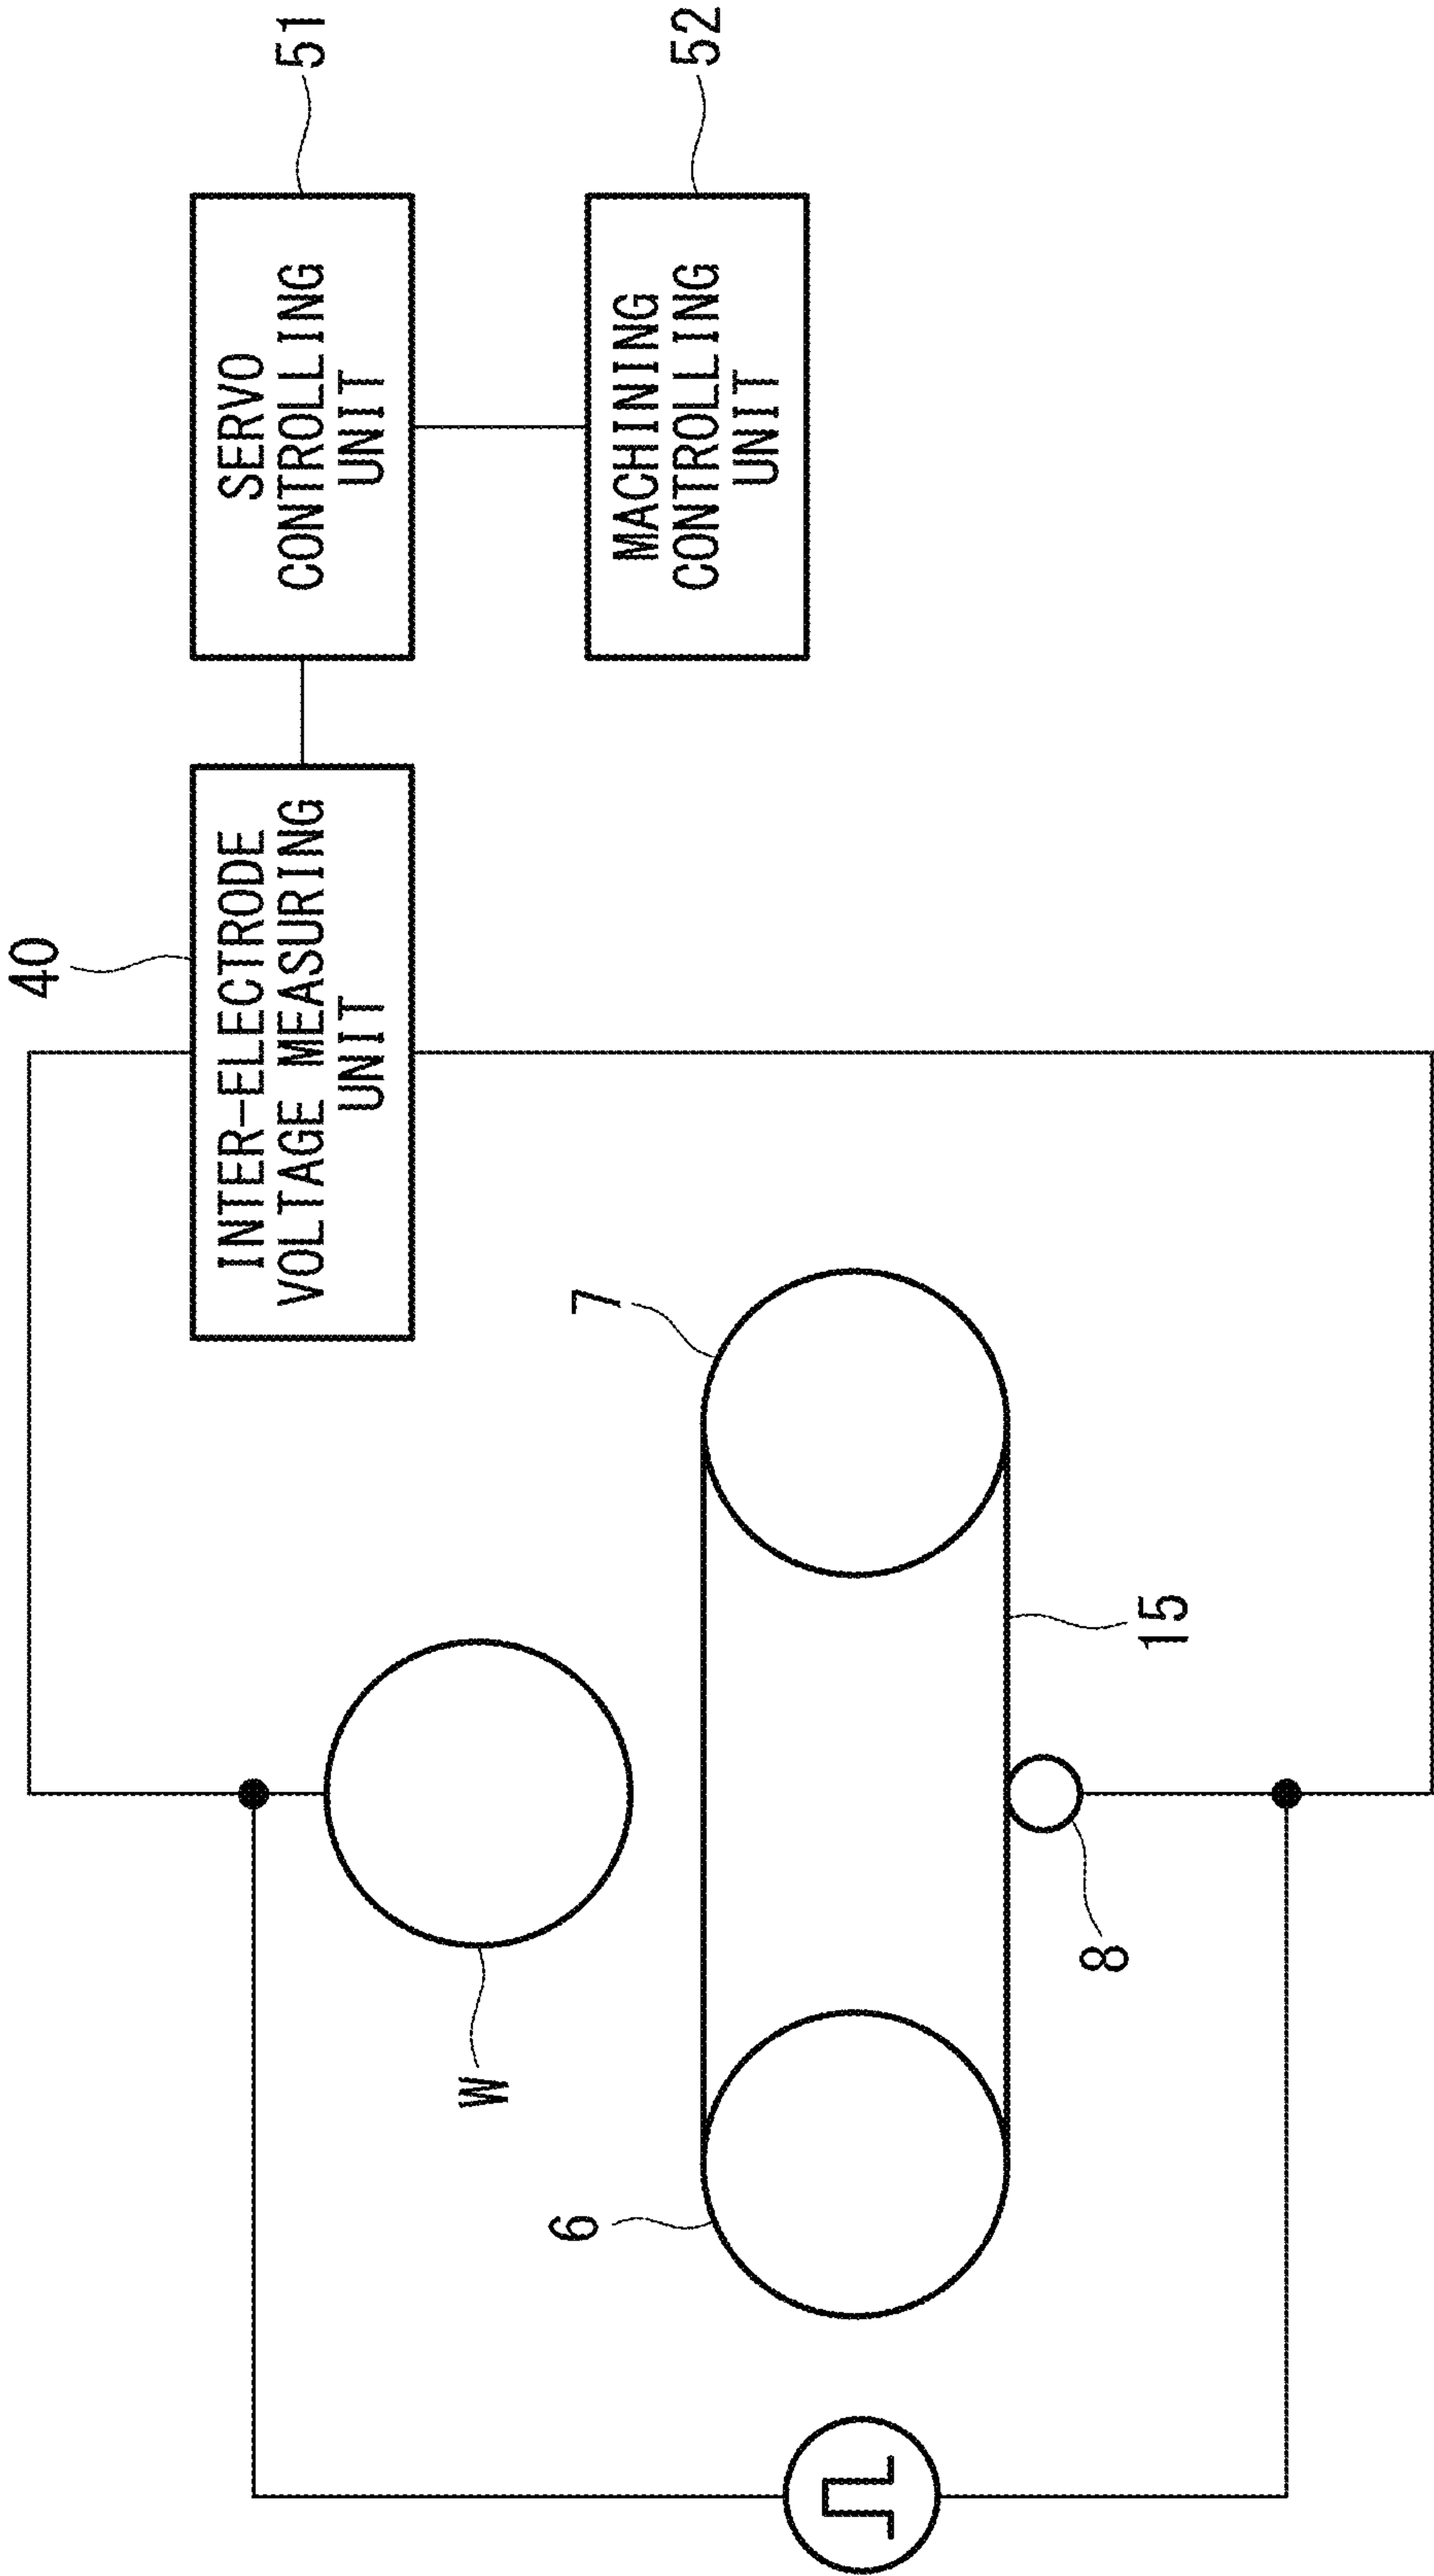 40
INTER-ELECTRODE
VOLTAGE MEASURING
UNIT
SERVO
CONTROLLING
UNIT
51
MACHINING
CONTROLLING
UNIT
52
W
6
7
8
15